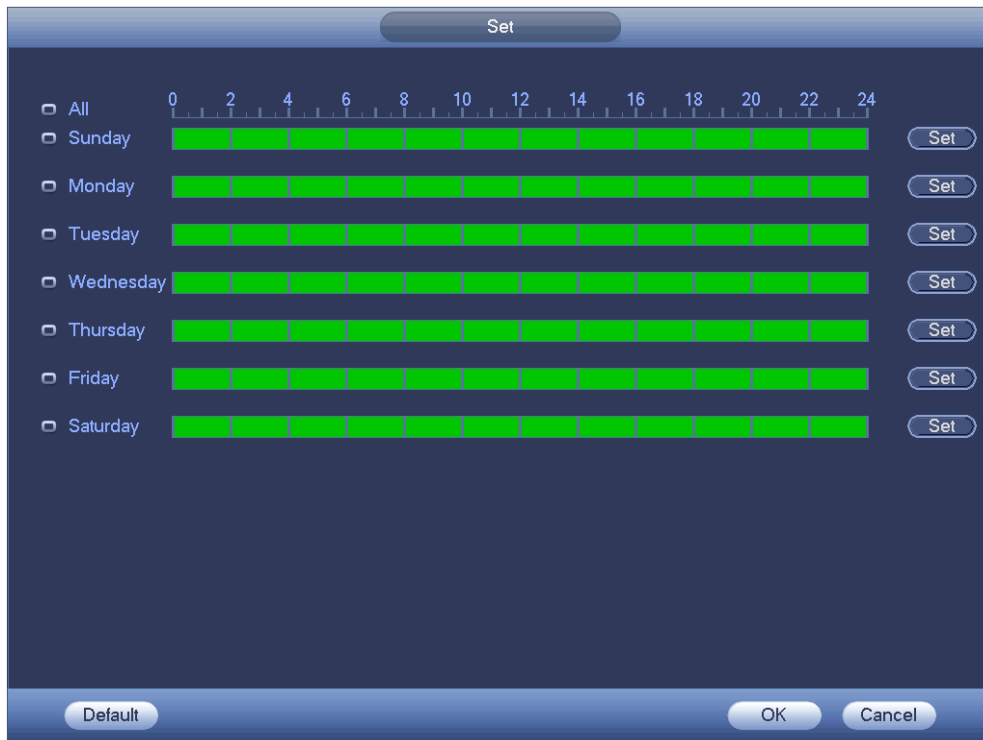 Set
0 2 4 6 8 10 12 14 16 18 20 22 24
All
Sunday Set
Monday Set
Tuesday Set
Wednesday Set
Thursday Set
Friday Set
Saturday Set
Default OK Cancel